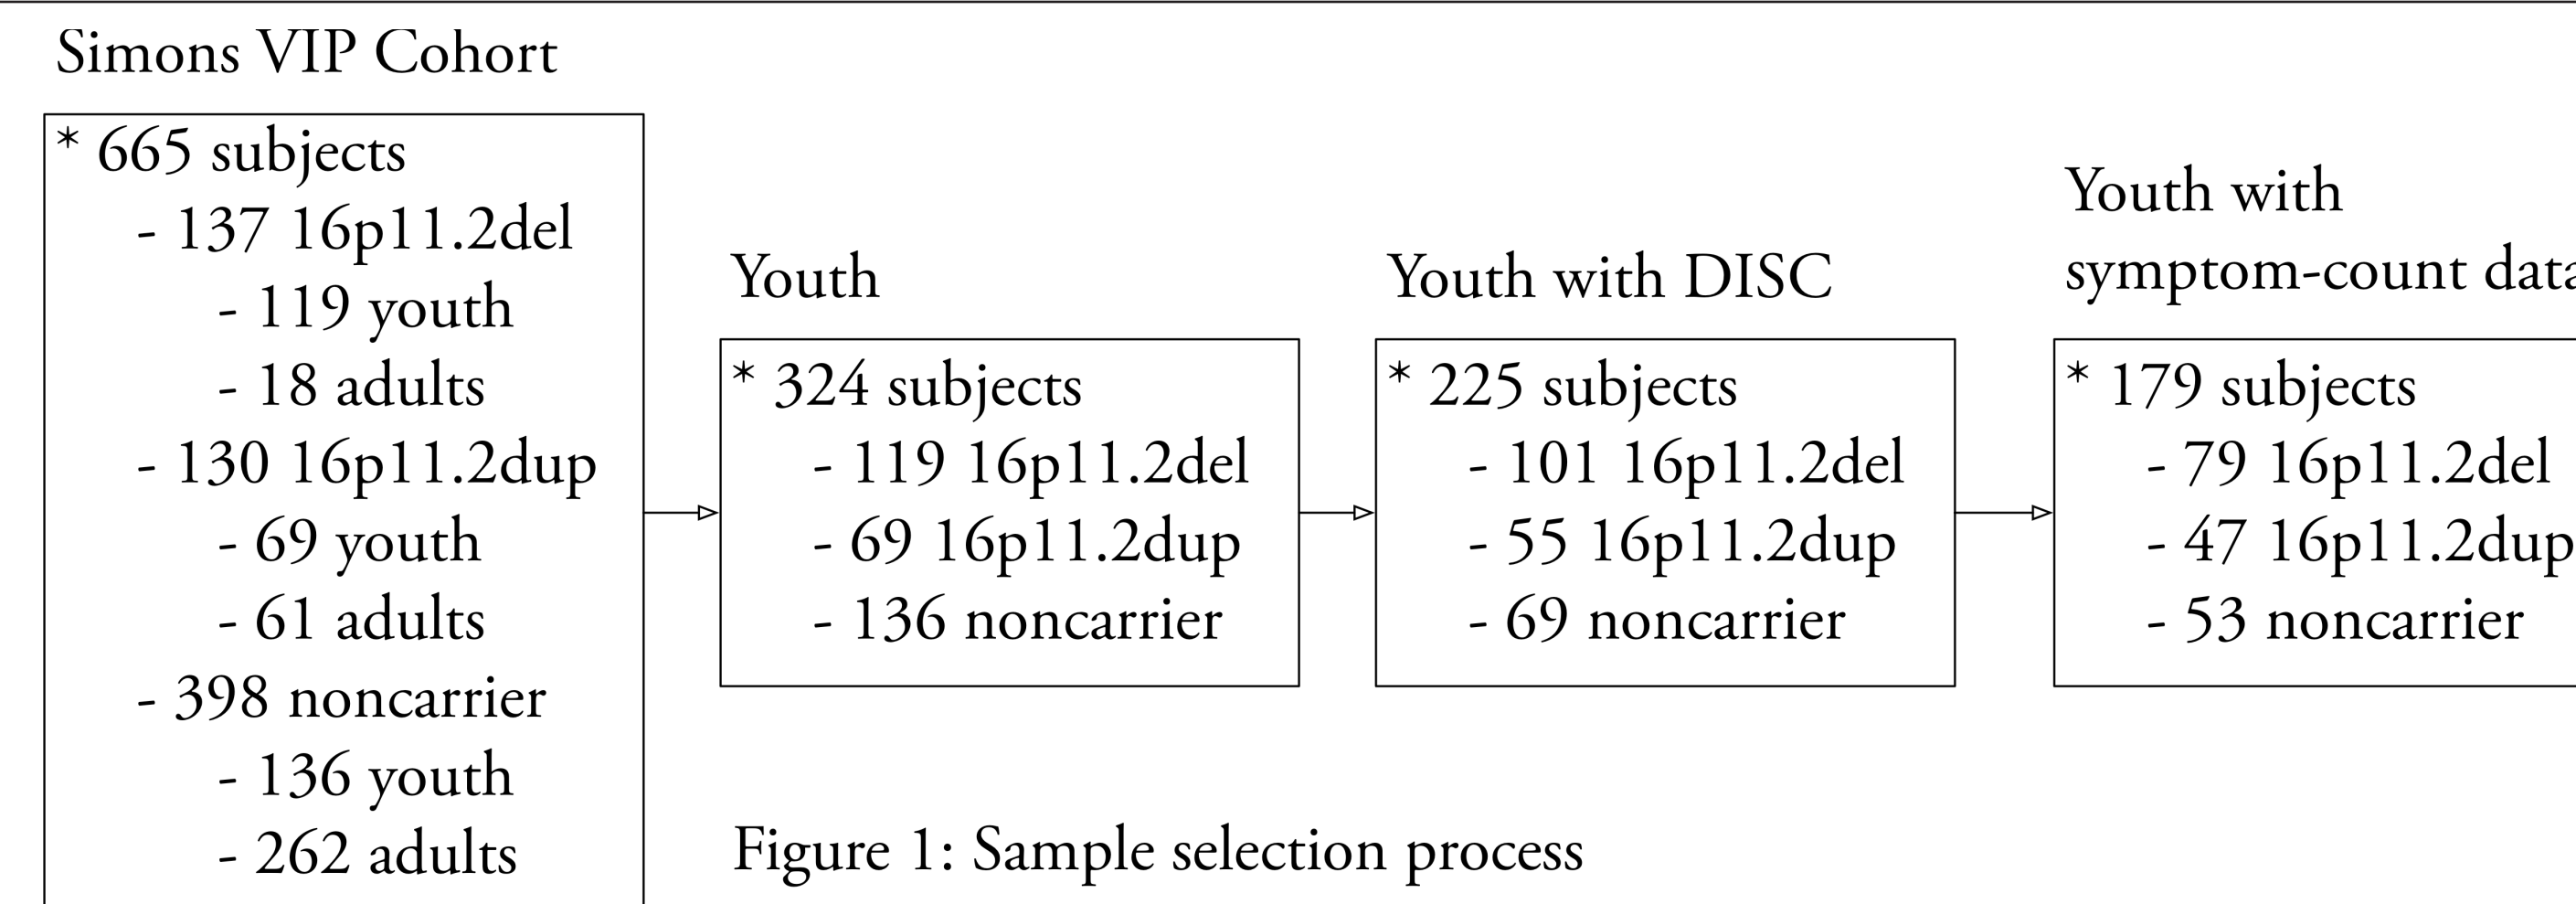 Simons VIP Cohort
* 665 subjects
- 137 16p11.2del
- 119 youth
- 18 adults
- 130 16p11.2dup
- 69 youth
- 61 adults
- 398 noncarrier
- 136 youth
- 262 adults
Youth
* 324 subjects
- 119 16p11.2del
- 69 16p11.2dup
- 136 noncarrier
Youth with DISC
* 225 subjects
- 101 16p11.2del
- 55 16p11.2dup
- 69 noncarrier
Youth with
symptom-count data
* 179 subjects
- 79 16p11.2del
- 47 16p11.2dup
- 53 noncarrier
Figure 1: Sample selection process